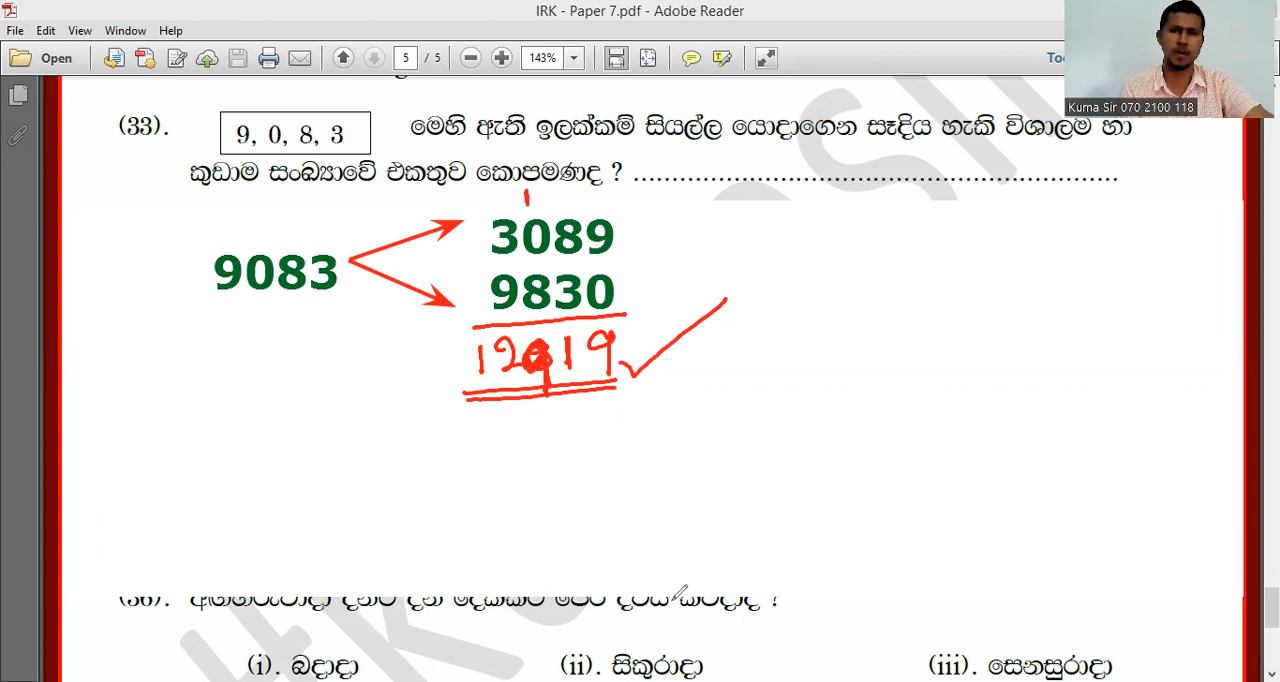 IRK - Paper 7.pdf - Adobe Reader
File Edit View Window Help
Open 5 / 5 143%
Kuma Sir 070 2100 118
(33). 9, 0, 8, 3 මෙහි ඇති ඉලක්කම් සියල්ල යොදාගෙන සෑදිය හැකි විශාලම හා
කුඩාම සංඛ්‍යාවේ එකතුව කොපමණද ? ....................................................................
1
3089
9083
9830
12919
(i). බදාදා (ii). සිකුරාදා (iii). සෙනසුරාදා